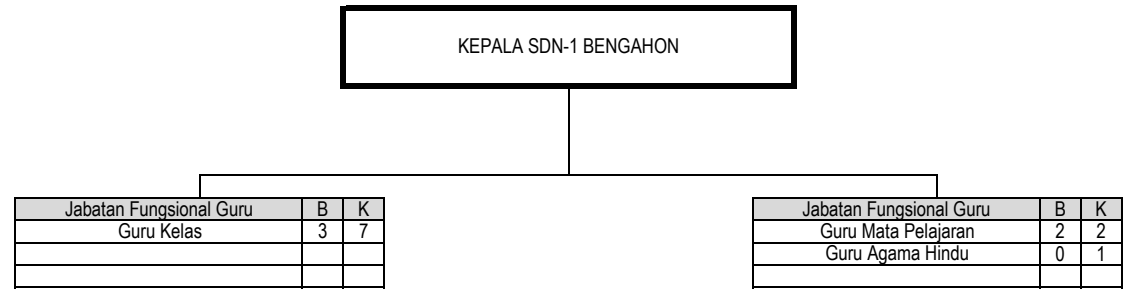 KEPALA SDN-1 BENGAHON
Jabatan Fungsional Guru B K
Guru Kelas 3 7
Jabatan Fungsional Guru B K
Guru Mata Pelajaran 2 2
Guru Agama Hindu 0 1